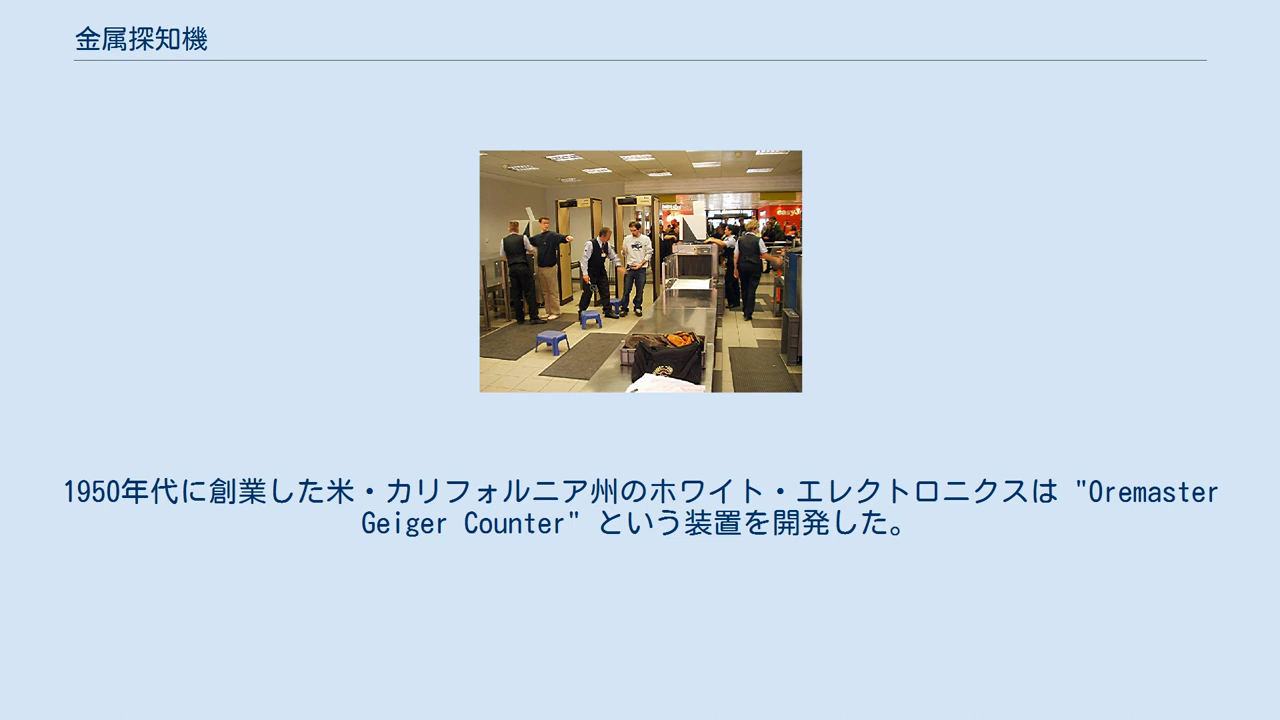 金属探知機
1950年代に創業した米・カリフォルニア州のホワイト・エレクトロニクスは "Oremaster
Geiger Counter" という装置を開発した。